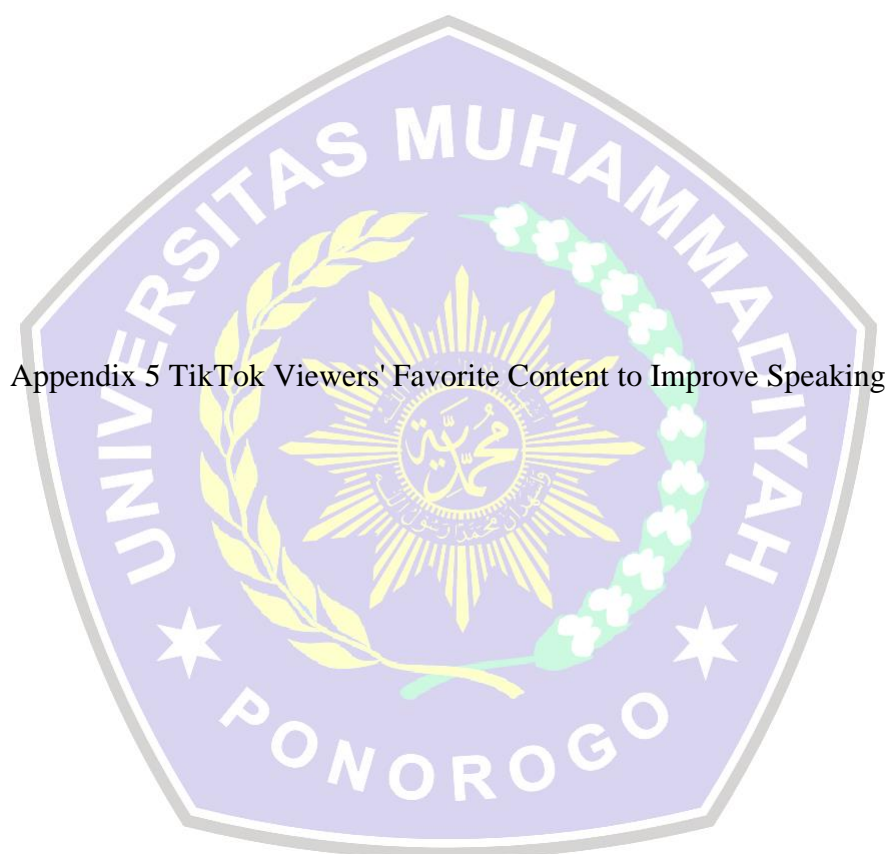 UNIVERSITAS MUHAMMADIYAH
Appendix 5 TikTok Viewers' Favorite Content to Improve Speaking
محمدية
PONOROGO